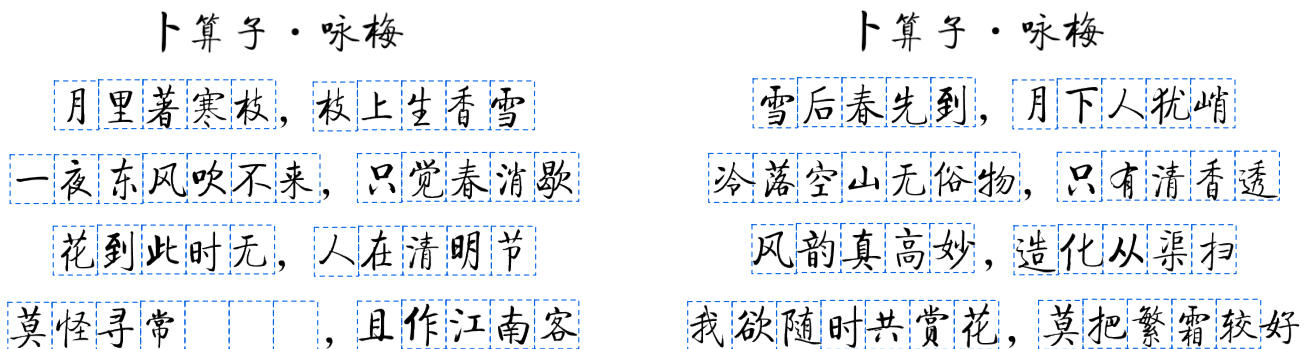 卜算子·咏梅
月里著寒枝，枝上生香雪
一夜东风吹不来，只觉春消歇
花到此时无，人在清明节
莫怪寻常，且作江南客
卜算子·咏梅
雪后春先到，月下人犹峭
冷落空山无俗物，只有清香透
风韵真高妙，造化从渠扫
我欲随时共赏花，莫把繁霜较好